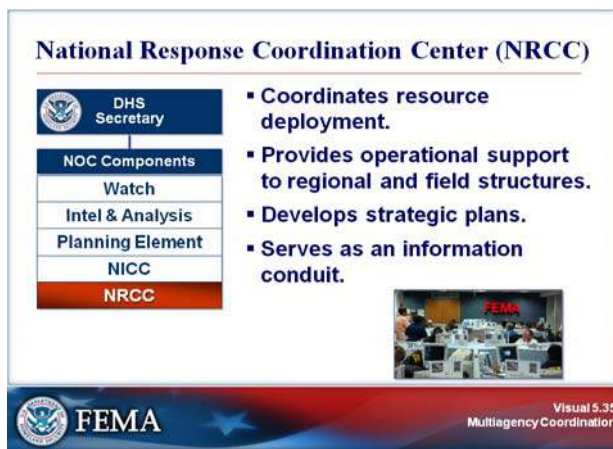 National Response Coordination Center (NRCC)
DHS
Secretary
NOC Components
Watch
Intel & Analysis
Planning Element
NICC
NRCC
▪ Coordinates resource
deployment.
▪ Provides operational support
to regional and field structures.
▪ Develops strategic plans.
▪ Serves as an information
conduit.
FEMA
FEMA
Visual 5.35
Multiagency Coordination